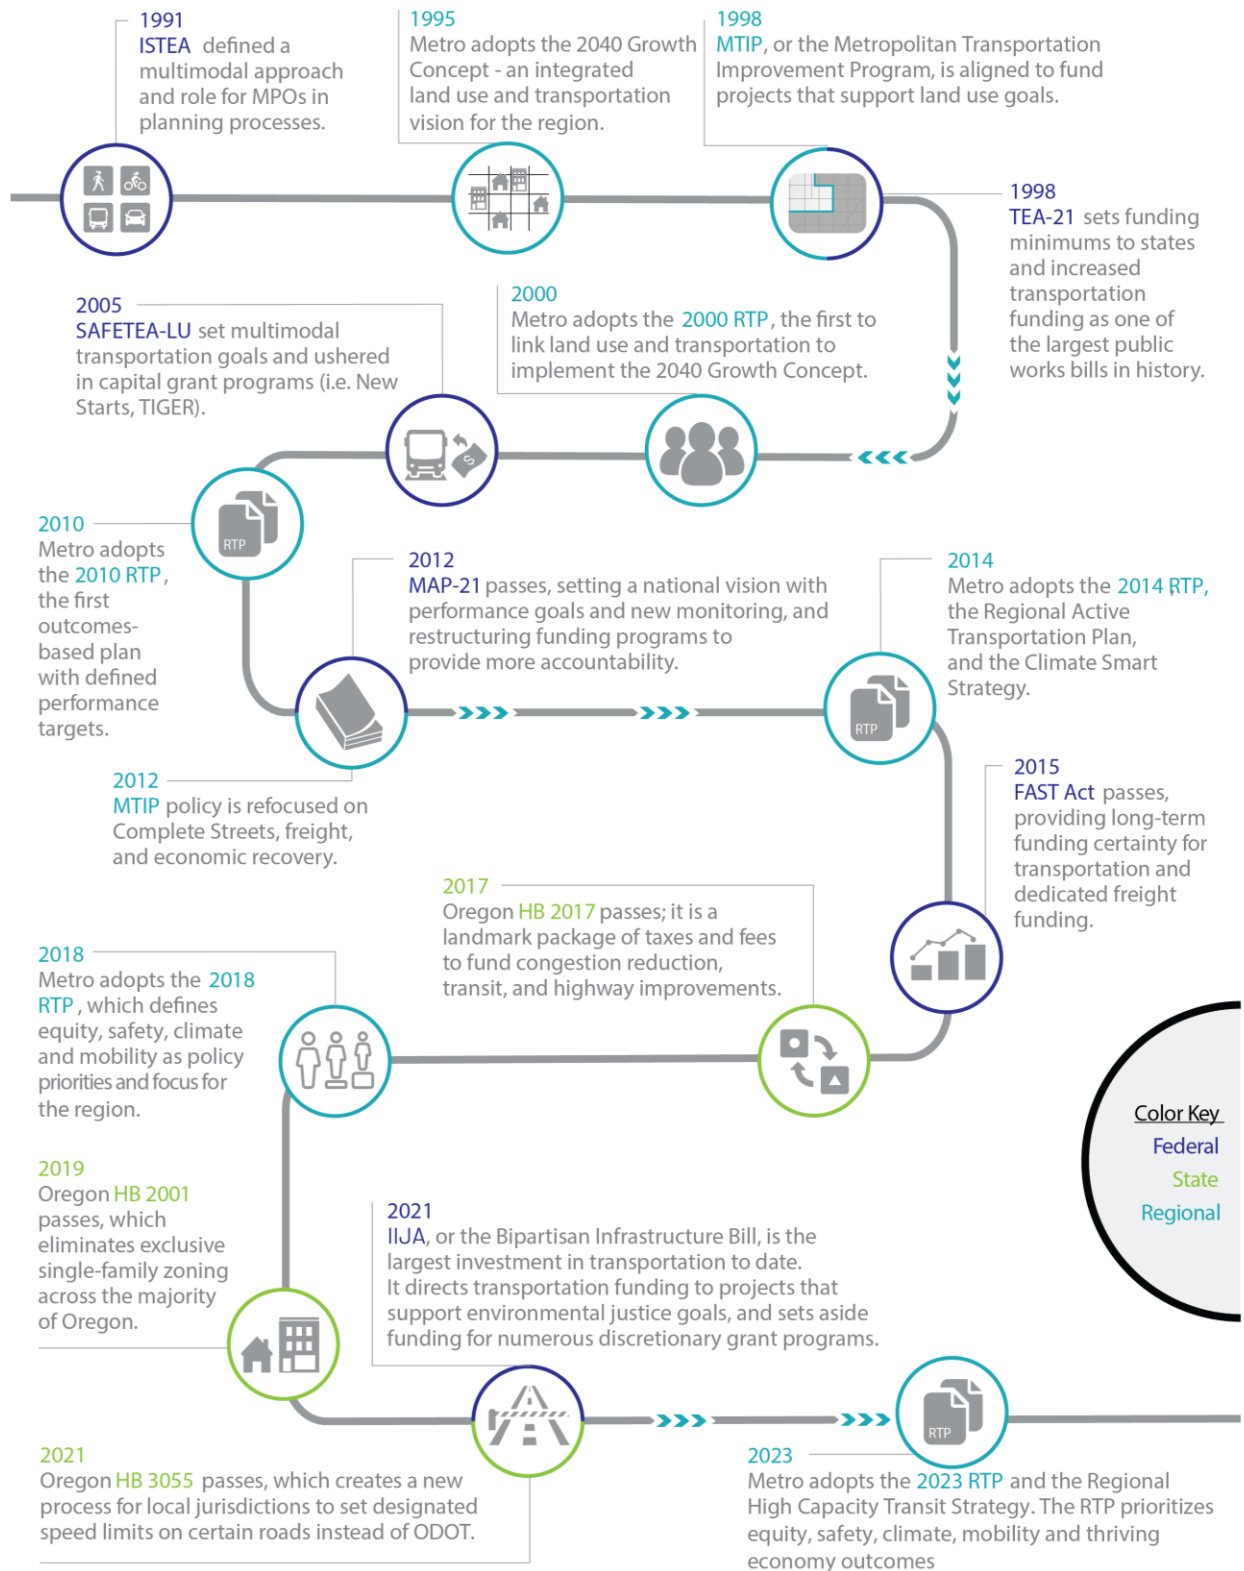 1991
ISTEA defined a
multimodal approach
and role for MPOs in
planning processes.
1995
Metro adopts the 2040 Growth
Concept - an integrated
land use and transportation
vision for the region.
1998
MTIP, or the Metropolitan Transportation
Improvement Program, is aligned to fund
projects that support land use goals.
1998
TEA-21 sets funding
minimums to states
and increased
transportation
funding as one of
the largest public
works bills in history.
2000
Metro adopts the 2000 RTP, the first to
link land use and transportation to
implement the 2040 Growth Concept.
2005
SAFETEA-LU set multimodal
transportation goals and ushered
in capital grant programs (i.e. New
Starts, TIGER).
$
RTP
2010
Metro adopts
the 2010 RTP,
the first
outcomes-
based plan
with defined
performance
targets.
2012
MAP-21 passes, setting a national vision with
performance goals and new monitoring, and
restructuring funding programs to
provide more accountability.
2012
MTIP policy is refocused on
Complete Streets, freight,
and economic recovery.
2014
Metro adopts the 2014 RTP,
the Regional Active
Transportation Plan,
and the Climate Smart
Strategy.
RTP
2015
FAST Act passes,
providing long-term
funding certainty for
transportation and
dedicated freight
funding.
2017
Oregon HB 2017 passes; it is a
landmark package of taxes and fees
to fund congestion reduction,
transit, and highway improvements.
2018
Metro adopts the 2018
RTP, which defines
equity, safety, climate
and mobility as policy
priorities and focus for
the region.
Color Key
Federal
State
Regional
2019
Oregon HB 2001
passes, which
eliminates exclusive
single-family zoning
across the majority
of Oregon.
2021
IIJA, or the Bipartisan Infrastructure Bill, is the
largest investment in transportation to date.
It directs transportation funding to projects that
support environmental justice goals, and sets aside
funding for numerous discretionary grant programs.
2021
Oregon HB 3055 passes, which creates a new
process for local jurisdictions to set designated
speed limits on certain roads instead of ODOT.
RTP
2023
Metro adopts the 2023 RTP and the Regional
High Capacity Transit Strategy. The RTP prioritizes
equity, safety, climate, mobility and thriving
economy outcomes